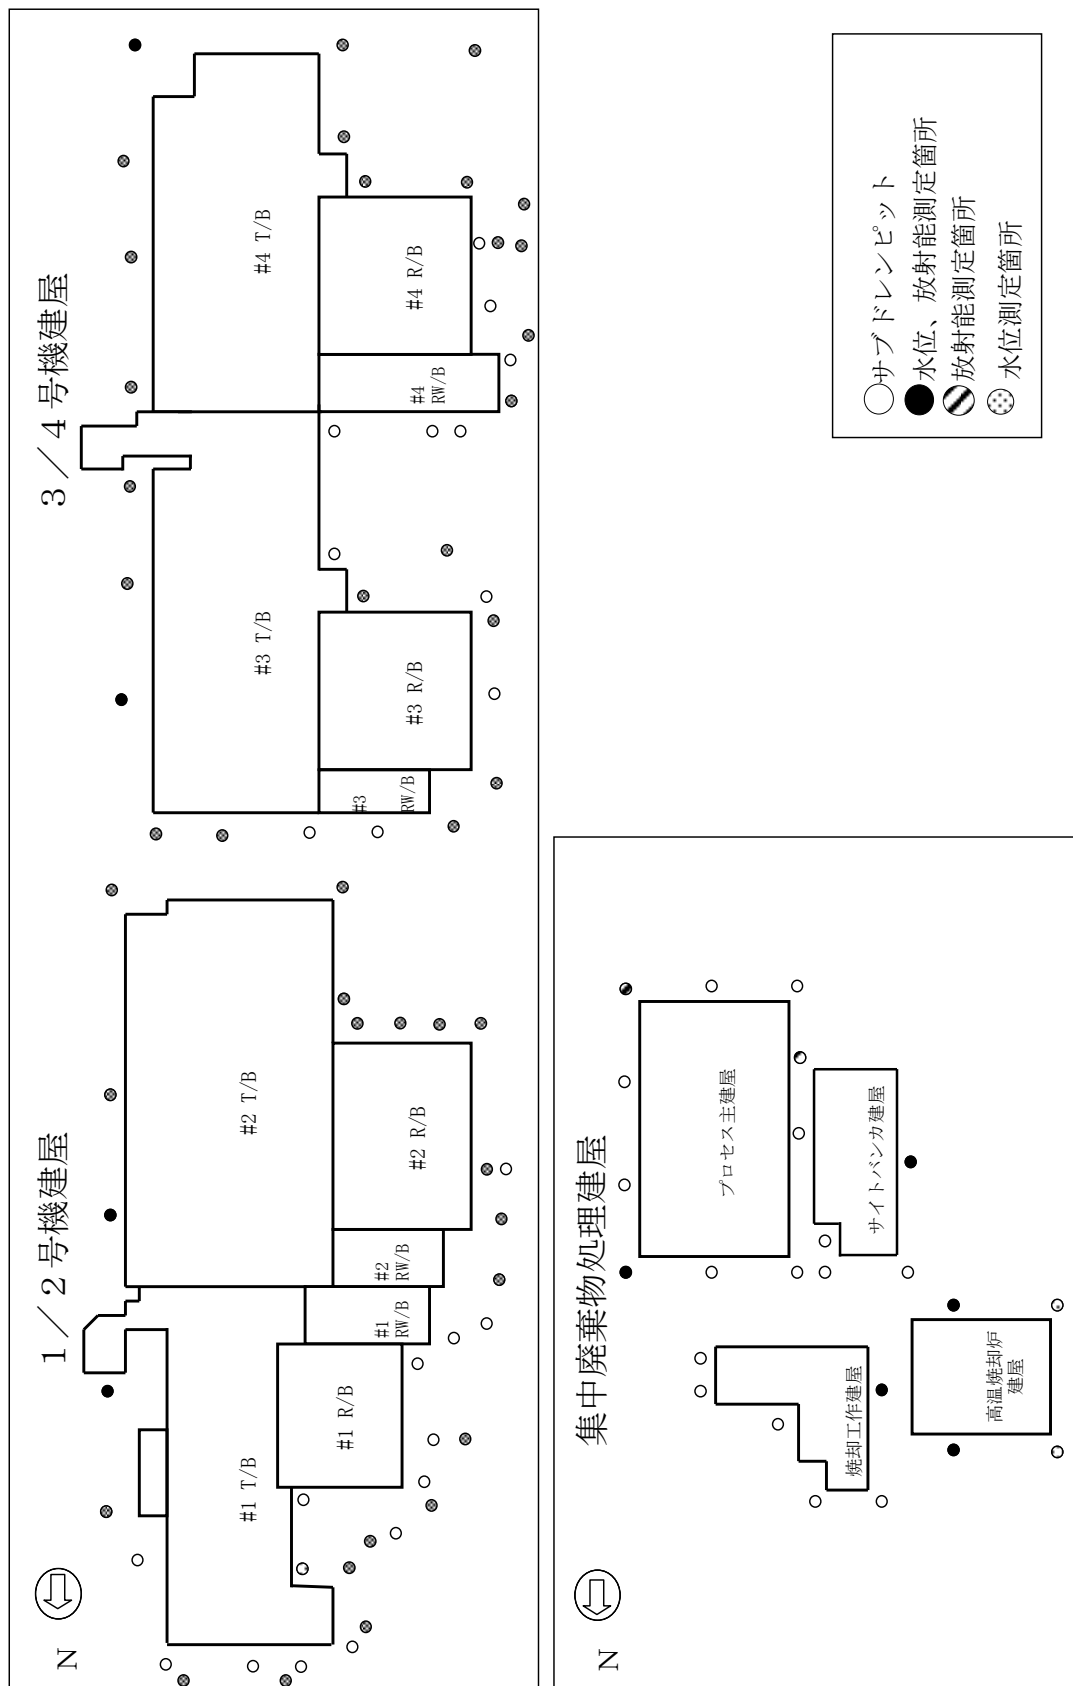 1／2 号機建屋
3／4 号機建屋
N
#1 T/B
#2 T/B
#3 T/B
#4 T/B
#1 R/B
#1
RW/B
#2
RW/B
#2 R/B
#3
RW/B
#3 R/B
#4
RW/B
#4 R/B
集中廃棄物処理建屋
N
プロセス主建屋
サイトバンカ建屋
焼却工作建屋
高温焼却炉
建屋
サブドレンピット
水位、放射能測定箇所
放射能測定箇所
水位測定箇所